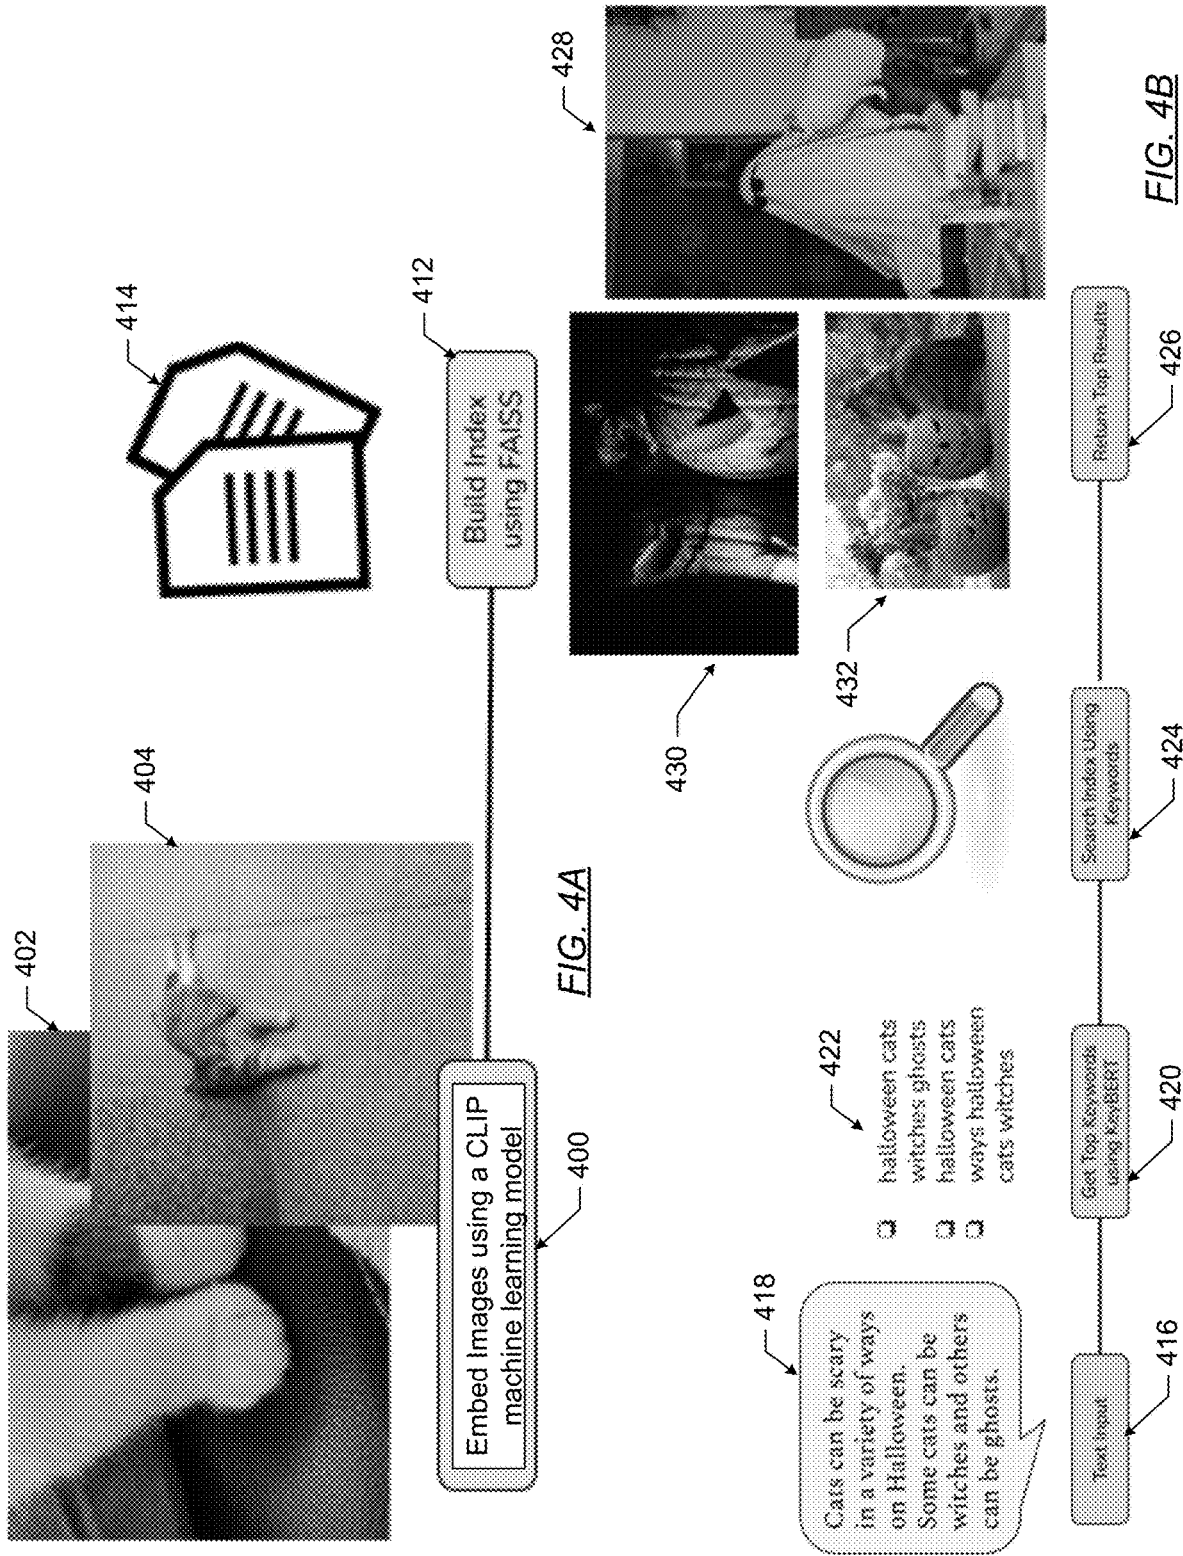 402
404
414
Embed Images using a CLIP
machine learning model
400
Build Index
using FAISS
412
FIG. 4A
418
Cats can be scary
in a variety of ways
on Halloween.
Some cats can be
witches and others
can be ghosts.
422
halloween cats
witches ghosts
halloween cats
ways halloween
cats witches
430
432
428
Text Input
416
Get Top Keywords
using KeyBERT
420
Search Index Using
Keywords
424
Return Top Results
426
FIG. 4B